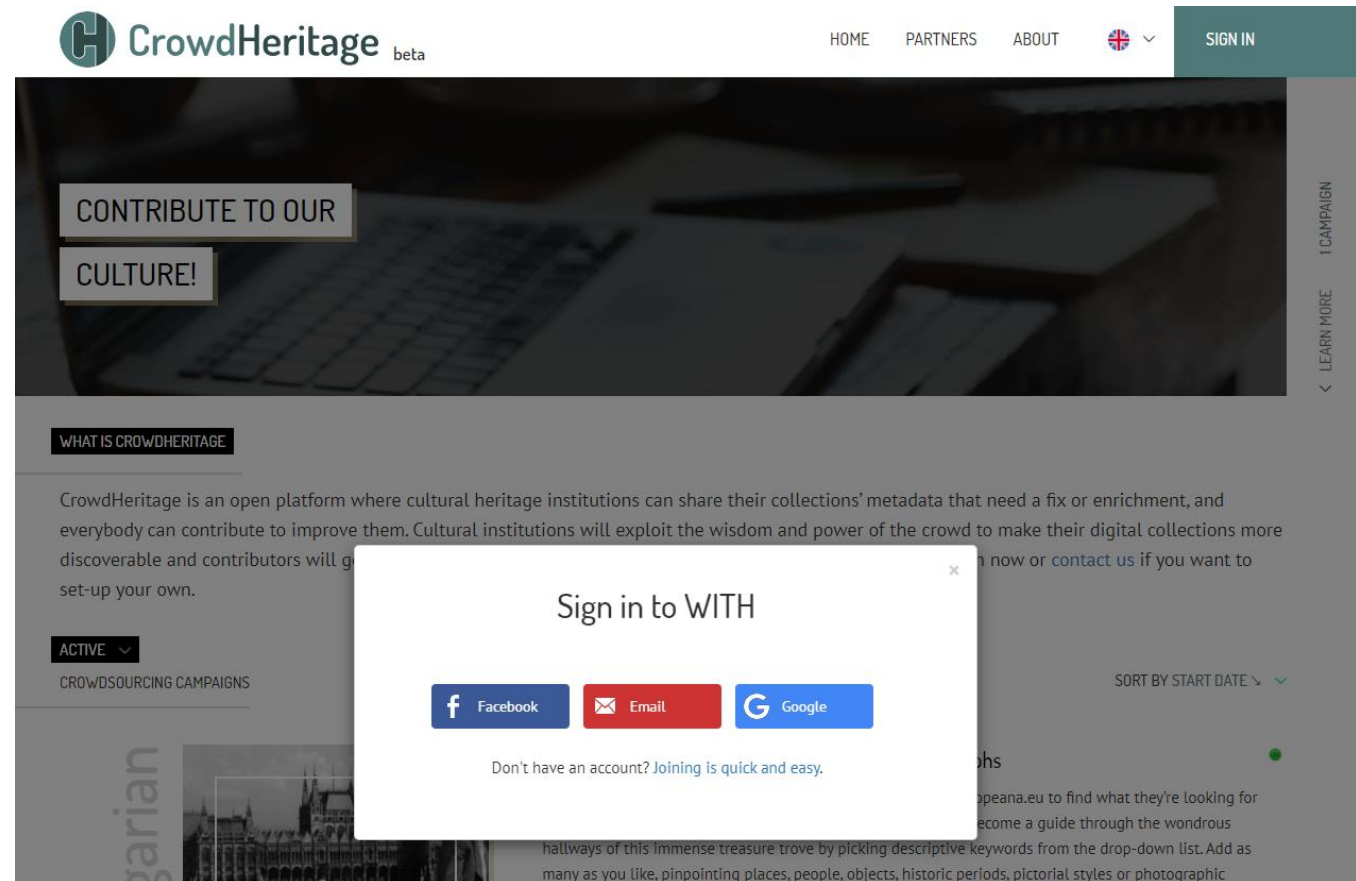 CrowdHeritage beta
HOME PARTNERS ABOUT SIGN IN
CONTRIBUTE TO OUR
CULTURE!
1 CAMPAIGN
LEARN MORE
WHAT IS CROWDHERITAGE
CrowdHeritage is an open platform where cultural heritage institutions can share their collections' metadata that need a fix or enrichment, and
everybody can contribute to improve them. Cultural institutions will exploit the wisdom and power of the crowd to make their digital collections more
discoverable and contributors will now or contact us if you want to
set-up your own.
×
Sign in to WITH
ACTIVE
CROWDSOURCING CAMPAIGNS
SORT BY START DATE ↘
Facebook Email Google
Don't have an account? Joining is quick and easy.
garian
opeana.eu to find what they're looking for
ecome a guide through the wondrous
hallways of this immense treasure trove by picking descriptive keywords from the drop-down list. Add as
many as you like, pinpointing places, people, objects, historic periods, pictorial styles or photographic